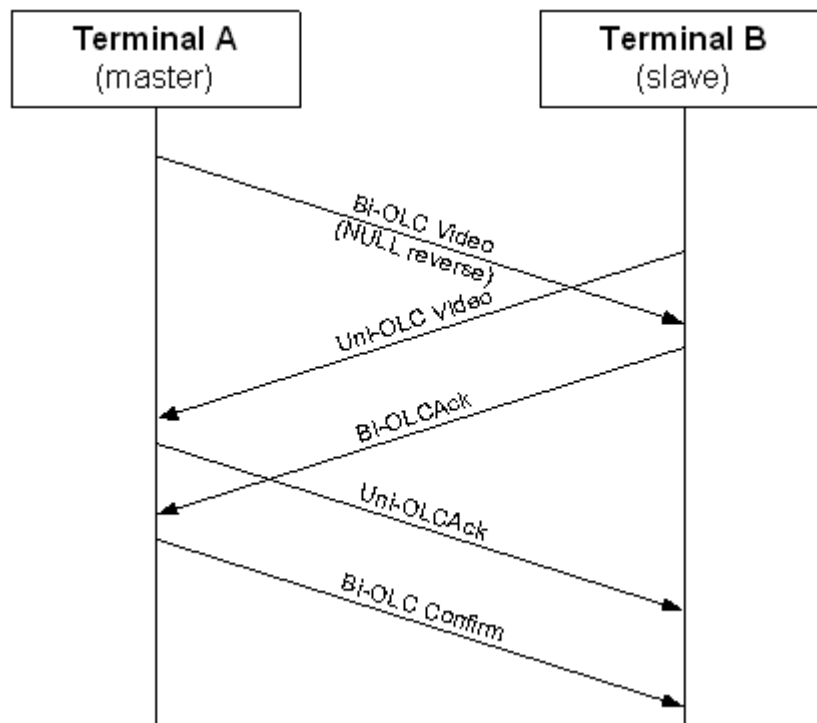 Terminal A
(master)
Terminal B
(slave)
Bi-OLC Video
(NULL reverse)
Uni-OLC Video
Bi-OLCAck
Uni-OLCAck
Bi-OLC Confirm